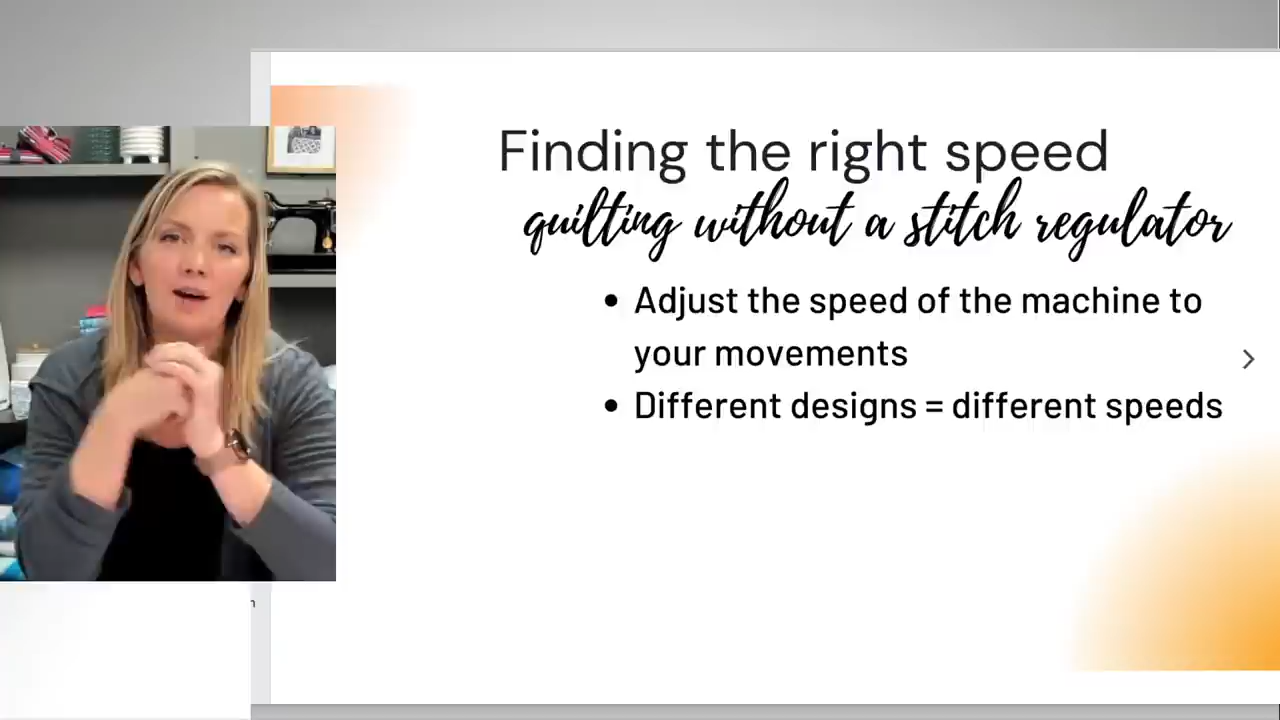 Finding the right speed
quilting without a stitch regulator
• Adjust the speed of the machine to
your movements
• Different designs = different speeds
n